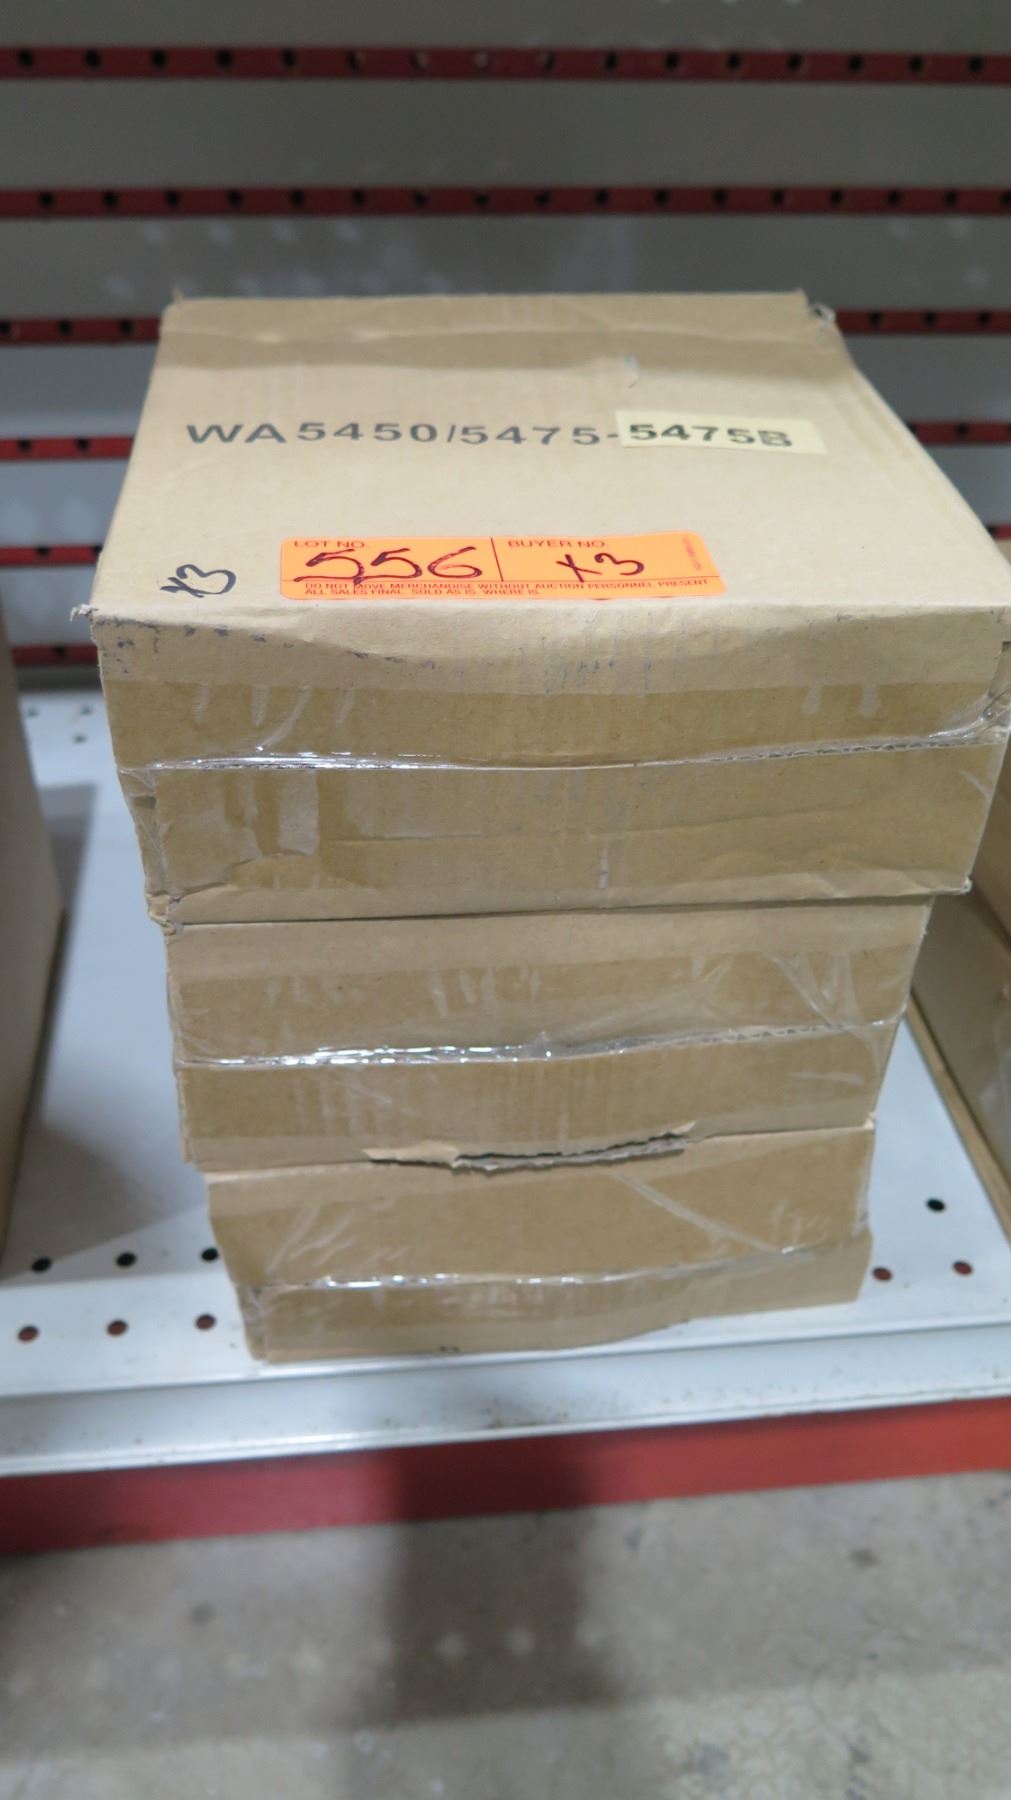 WA5450/5475-5475B
LOT NO. BUYER NO.
556 x3
DO NOT MOVE MERCHANDISE WITHOUT AUCTION PERSONNEL PRESENT
ALL SALES FINAL SOLD AS IS, WHERE IS.
x3